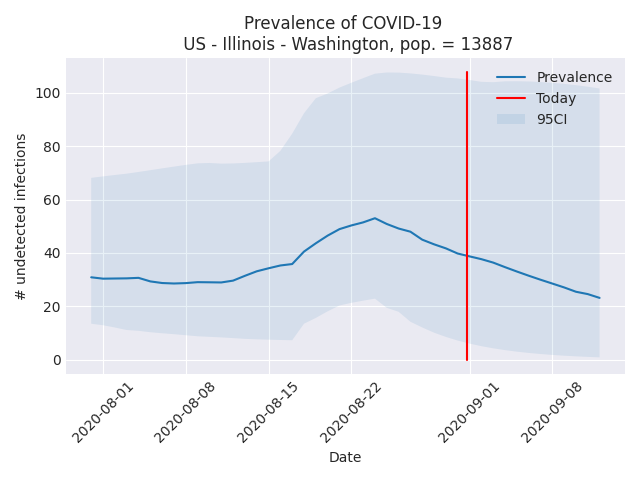 Prevalence of COVID-19
US - Illinois - Washington, pop. = 13887
Prevalence
Today
95CI
# undetected infections
100
80
60
40
20
0
2020-08-01
2020-08-08
2020-08-15
2020-08-22
2020-09-01
2020-09-08
Date